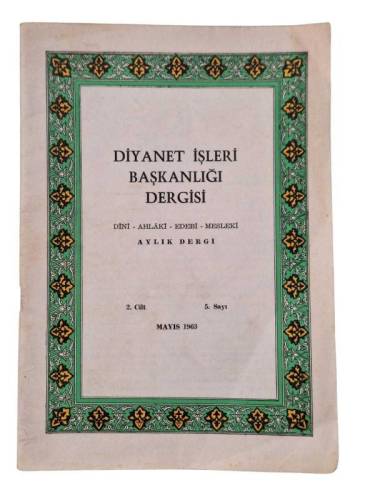 DİYANET İŞLERİ
BAŞKANLIĞI
DERGİSİ
DİNÎ - AHLÂKÎ - EDEBÎ - MESLEKÎ
AYLIK DERGİ
2. Cilt 5. Sayı
MAYIS 1963